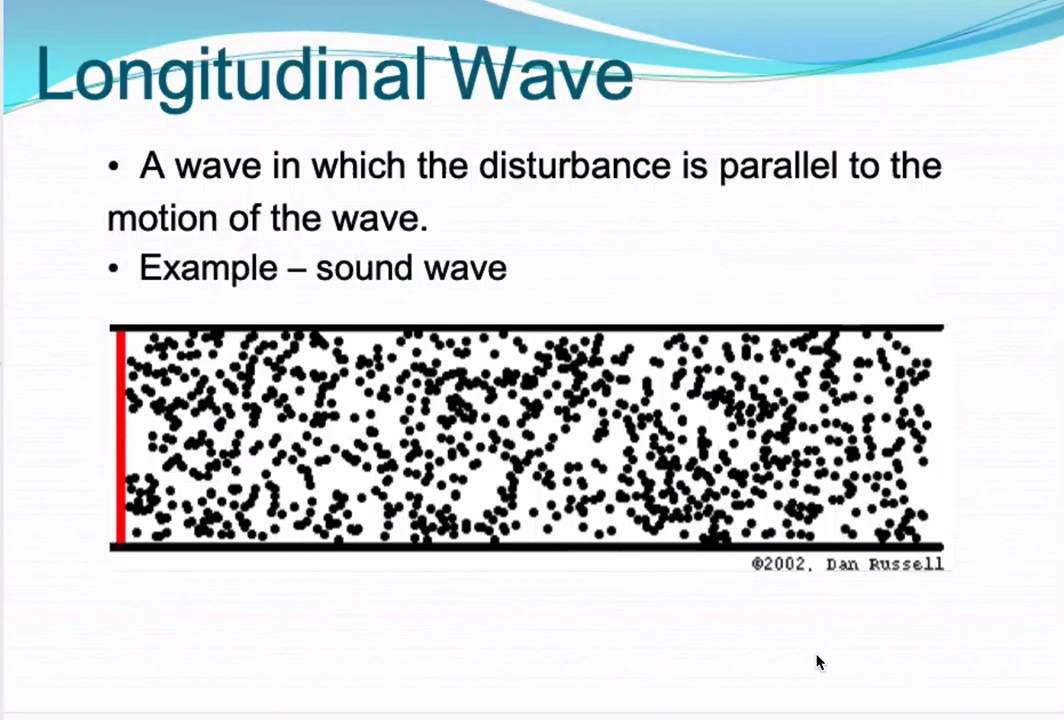 Longitudinal Wave
• A wave in which the disturbance is parallel to the
motion of the wave.
• Example – sound wave
©2002, Dan Russell